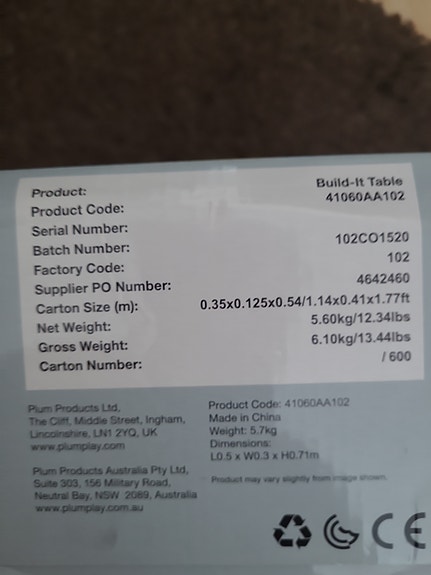 Product: Build-It Table
Product Code: 41060AA102
Serial Number:
Batch Number: 102CO1520
Factory Code: 102
Supplier PO Number: 4642460
Carton Size (m): 0.35x0.125x0.54/1.14x0.41x1.77ft
Net Weight: 5.60kg/12.34lbs
Gross Weight: 6.10kg/13.44lbs
Carton Number: / 600
Plum Products Ltd,
The Cliff, Middle Street, Ingham,
Lincolnshire, LN1 2YQ, UK
www.plumplay.com
Plum Products Australia Pty Ltd,
Suite 303, 156 Military Road,
Neutral Bay, NSW 2089, Australia
www.plumplay.com.au
Product Code: 41060AA102
Made in China
Weight: 5.7kg
Dimensions:
L0.5 x W0.3 x H0.71m
Product may vary slightly from image shown.
CE